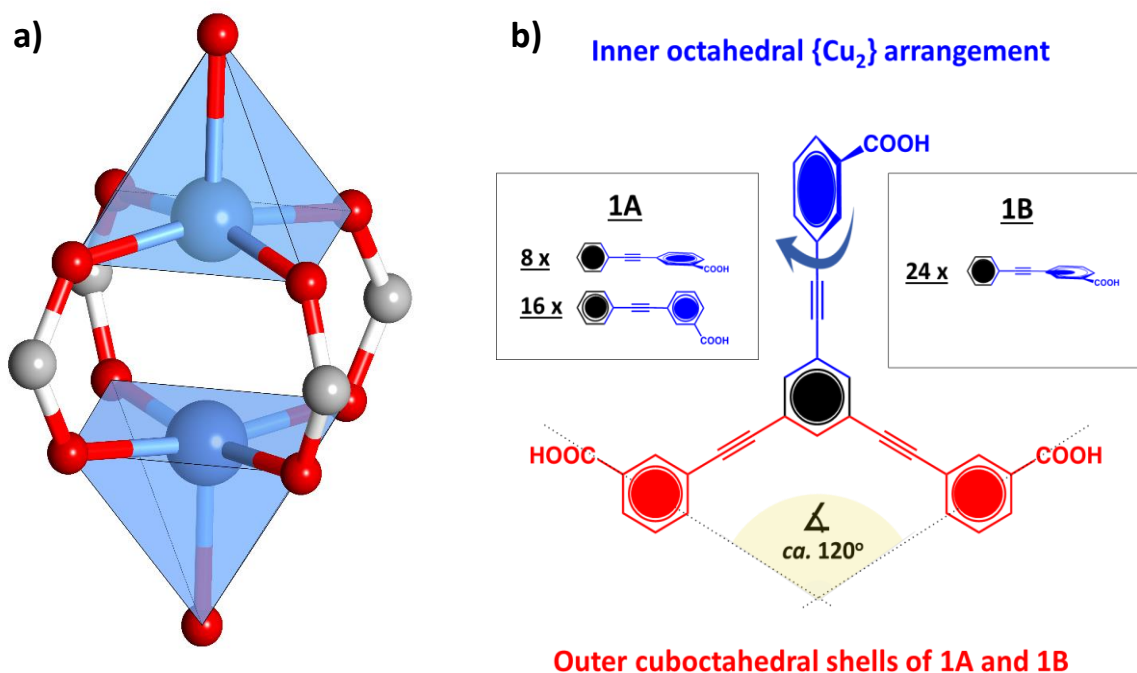 a)
b)
Inner octahedral {Cu₂} arrangement
COOH
1A
8 x
COOH
16 x
COOH
1B
24 x
COOH
HOOC
COOH
∡
ca. 120°
Outer cuboctahedral shells of 1A and 1B